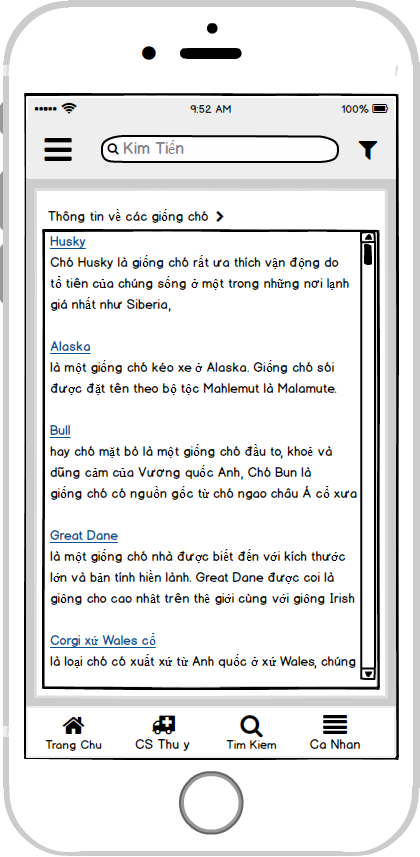 9:52 AM 100%
Kim Tiến
Thông tin về các giống chó
Husky
Chó Husky là giống chó rất ưa thích vận động do
tổ tiên của chúng sống ở một trong những nơi lạnh
giá nhất như Siberia,
Alaska
là một giống chó kéo xe ở Alaska. Giống chó sói
được đặt tên theo bộ tộc Mahlemut là Malamute.
Bull
hay chó mặt bò là một giống chó đầu to, khoẻ và
dũng cảm của Vương quốc Anh, Chó Bun là
giống chó có nguồn gốc từ chó ngao châu Á cổ xưa
Great Dane
là một giống chó nhà được biết đến với kích thước
lớn và bản tính hiền lành. Great Dane được coi là
giông cho cao nhât trên thê giới cùng với giông Irish
Corgi xứ Wales cổ
là loại chó có xuất xứ từ Anh quốc ở xứ Wales, chúng
Trang Chu CS Thu y Tim Kiem Ca Nhan